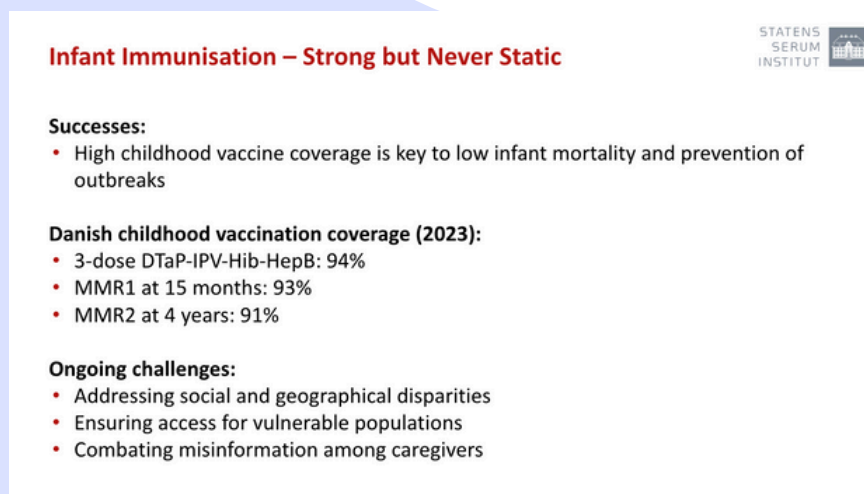 Infant Immunisation – Strong but Never Static
STATENS
SERUM
INSTITUT
Successes:
• High childhood vaccine coverage is key to low infant mortality and prevention of
outbreaks
Danish childhood vaccination coverage (2023):
• 3-dose DTaP-IPV-Hib-HepB: 94%
• MMR1 at 15 months: 93%
• MMR2 at 4 years: 91%
Ongoing challenges:
• Addressing social and geographical disparities
• Ensuring access for vulnerable populations
• Combating misinformation among caregivers